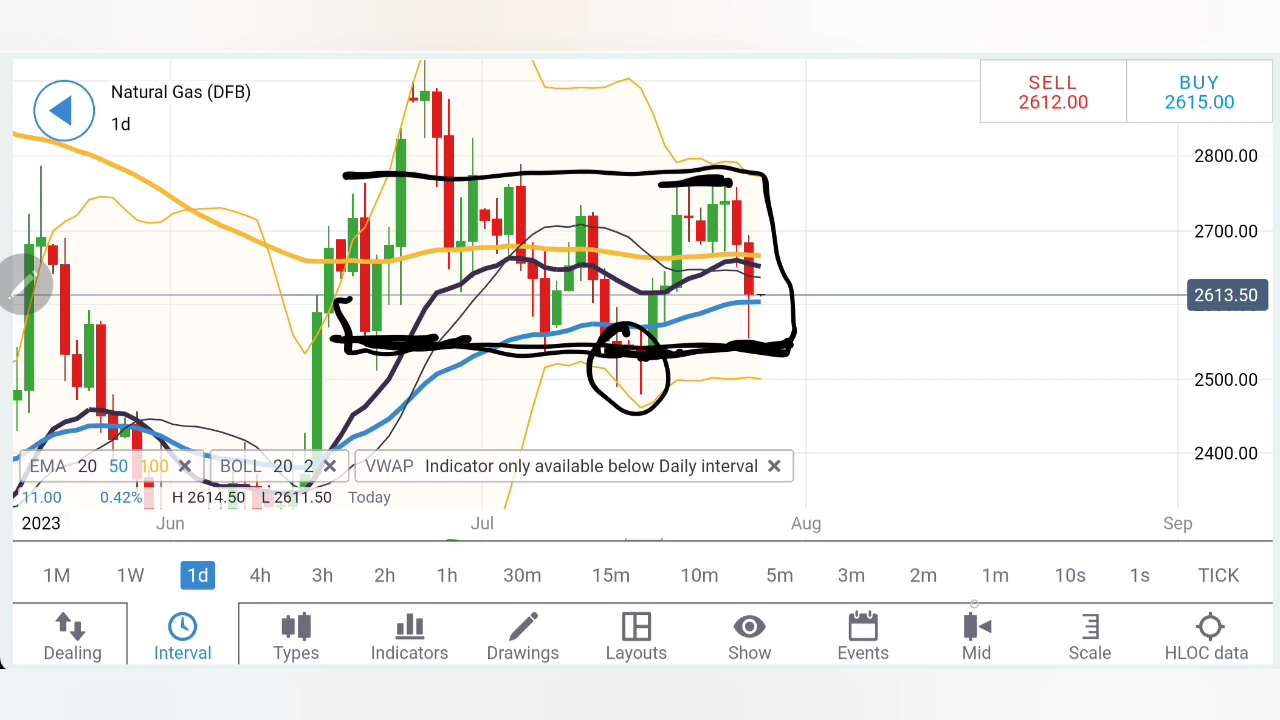 Natural Gas (DFB)
1d
SELL
2612.00
BUY
2615.00
2800.00
2700.00
2613.50
2500.00
2400.00
EMA 20 50 100 BOLL 20 2 VWAP Indicator only available below Daily interval
11.00 0.42% H 2614.50 L 2611.50 Today
2023 Jun Jul Aug Sep
1M 1W 1d 4h 3h 2h 1h 30m 15m 10m 5m 3m 2m 1m 10s 1s TICK
Dealing Interval Types Indicators Drawings Layouts Show Events Mid Scale HLOC data